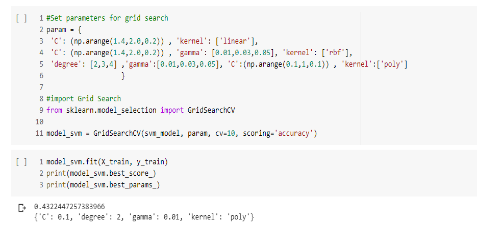 [ ] 1 #Set parameters for grid search
2 param = {
3 'C': (np.arange(1.4,2.0,0.2)) , 'kernel': ['linear'],
4 'C': (np.arange(1.4,2.0,0.2)) , 'gamma': [0.01,0.03,0.05], 'kernel': ['rbf'],
5 'degree': [2,3,4] ,'gamma':[0.01,0.03,0.05], 'C':(np.arange(0.1,1,0.1)) , 'kernel':['poly']
6 }
7
8 #import Grid Search
9 from sklearn.model_selection import GridSearchCV
10
11 model_svm = GridSearchCV(svm_model, param, cv=10, scoring='accuracy')
[ ] 1 model_svm.fit(X_train, y_train)
2 print(model_svm.best_score_)
3 print(model_svm.best_params_)
0.4322447257383966
{'C': 0.1, 'degree': 2, 'gamma': 0.01, 'kernel': 'poly'}